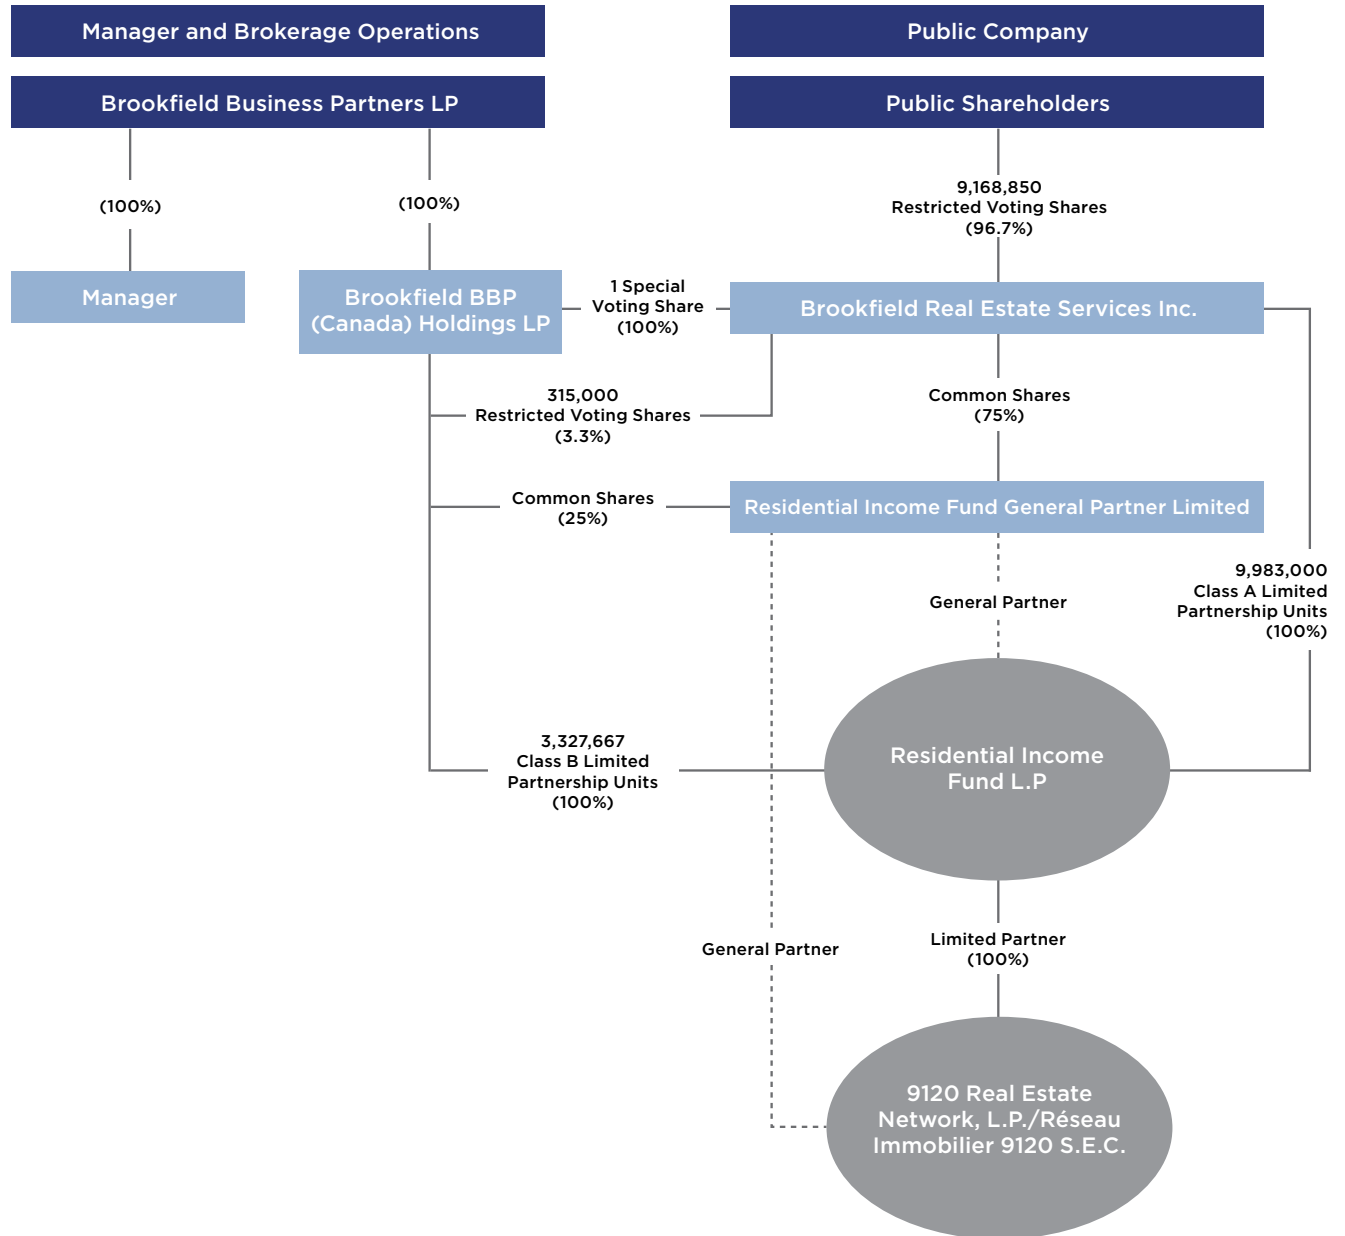 Manager and Brokerage Operations
Public Company
Brookfield Business Partners LP
Public Shareholders
(100%)
(100%)
9,168,850
Restricted Voting Shares
(96.7%)
Manager
Brookfield BBP
(Canada) Holdings LP
1 Special
Voting Share
(100%)
Brookfield Real Estate Services Inc.
315,000
Restricted Voting Shares
(3.3%)
Common Shares
(75%)
Common Shares
(25%)
Residential Income Fund General Partner Limited
General Partner
9,983,000
Class A Limited
Partnership Units
(100%)
3,327,667
Class B Limited
Partnership Units
(100%)
Residential Income
Fund L.P
General Partner
Limited Partner
(100%)
9120 Real Estate
Network, L.P./Réseau
Immobilier 9120 S.E.C.